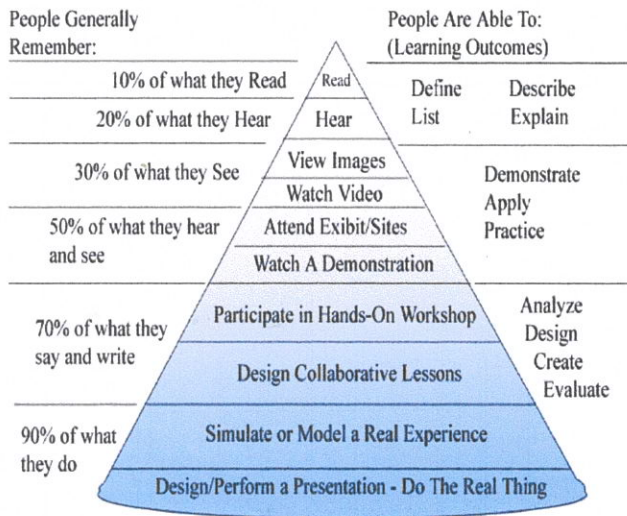 People Generally
Remember:
People Are Able To:
(Learning Outcomes)
10% of what they Read
Read
Define
Describe
List
Explain
20% of what they Hear
Hear
30% of what they See
View Images
Watch Video
Demonstrate
Apply
Practice
50% of what they hear
and see
Attend Exibit/Sites
Watch A Demonstration
70% of what they
say and write
Participate in Hands-On Workshop
Design Collaborative Lessons
Analyze
Design
Create
Evaluate
90% of what
they do
Simulate or Model a Real Experience
Design/Perform a Presentation - Do The Real Thing